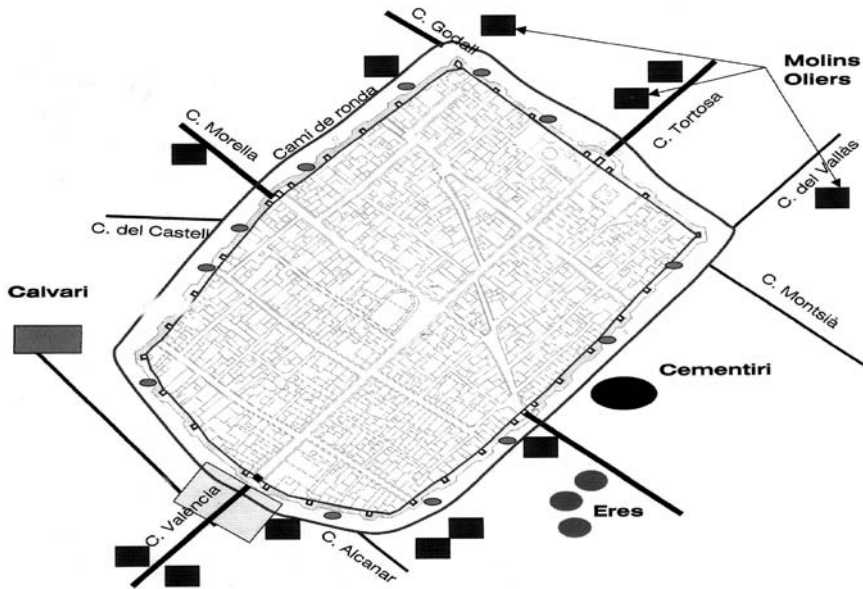 C. Godall
Molins
Oliers
Camí de ronda
C. Morella
C. Tortosa
C. del Vallàs
C. del Castell
Calvari
C. Montsià
Cementiri
Eres
C. València
C. Alcanar